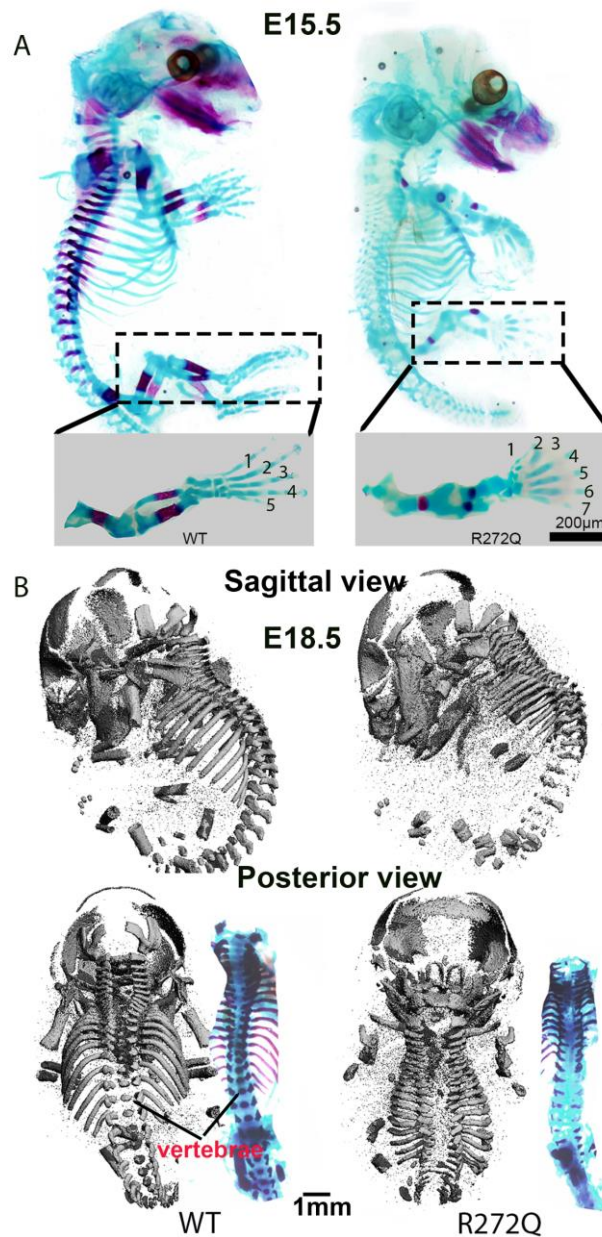 A
E15.5
1
2
3
4
5
WT
1
2
3
4
5
6
7
200µm
R272Q
B
Sagittal view
E18.5
Posterior view
vertebrae
1mm
WT
R272Q